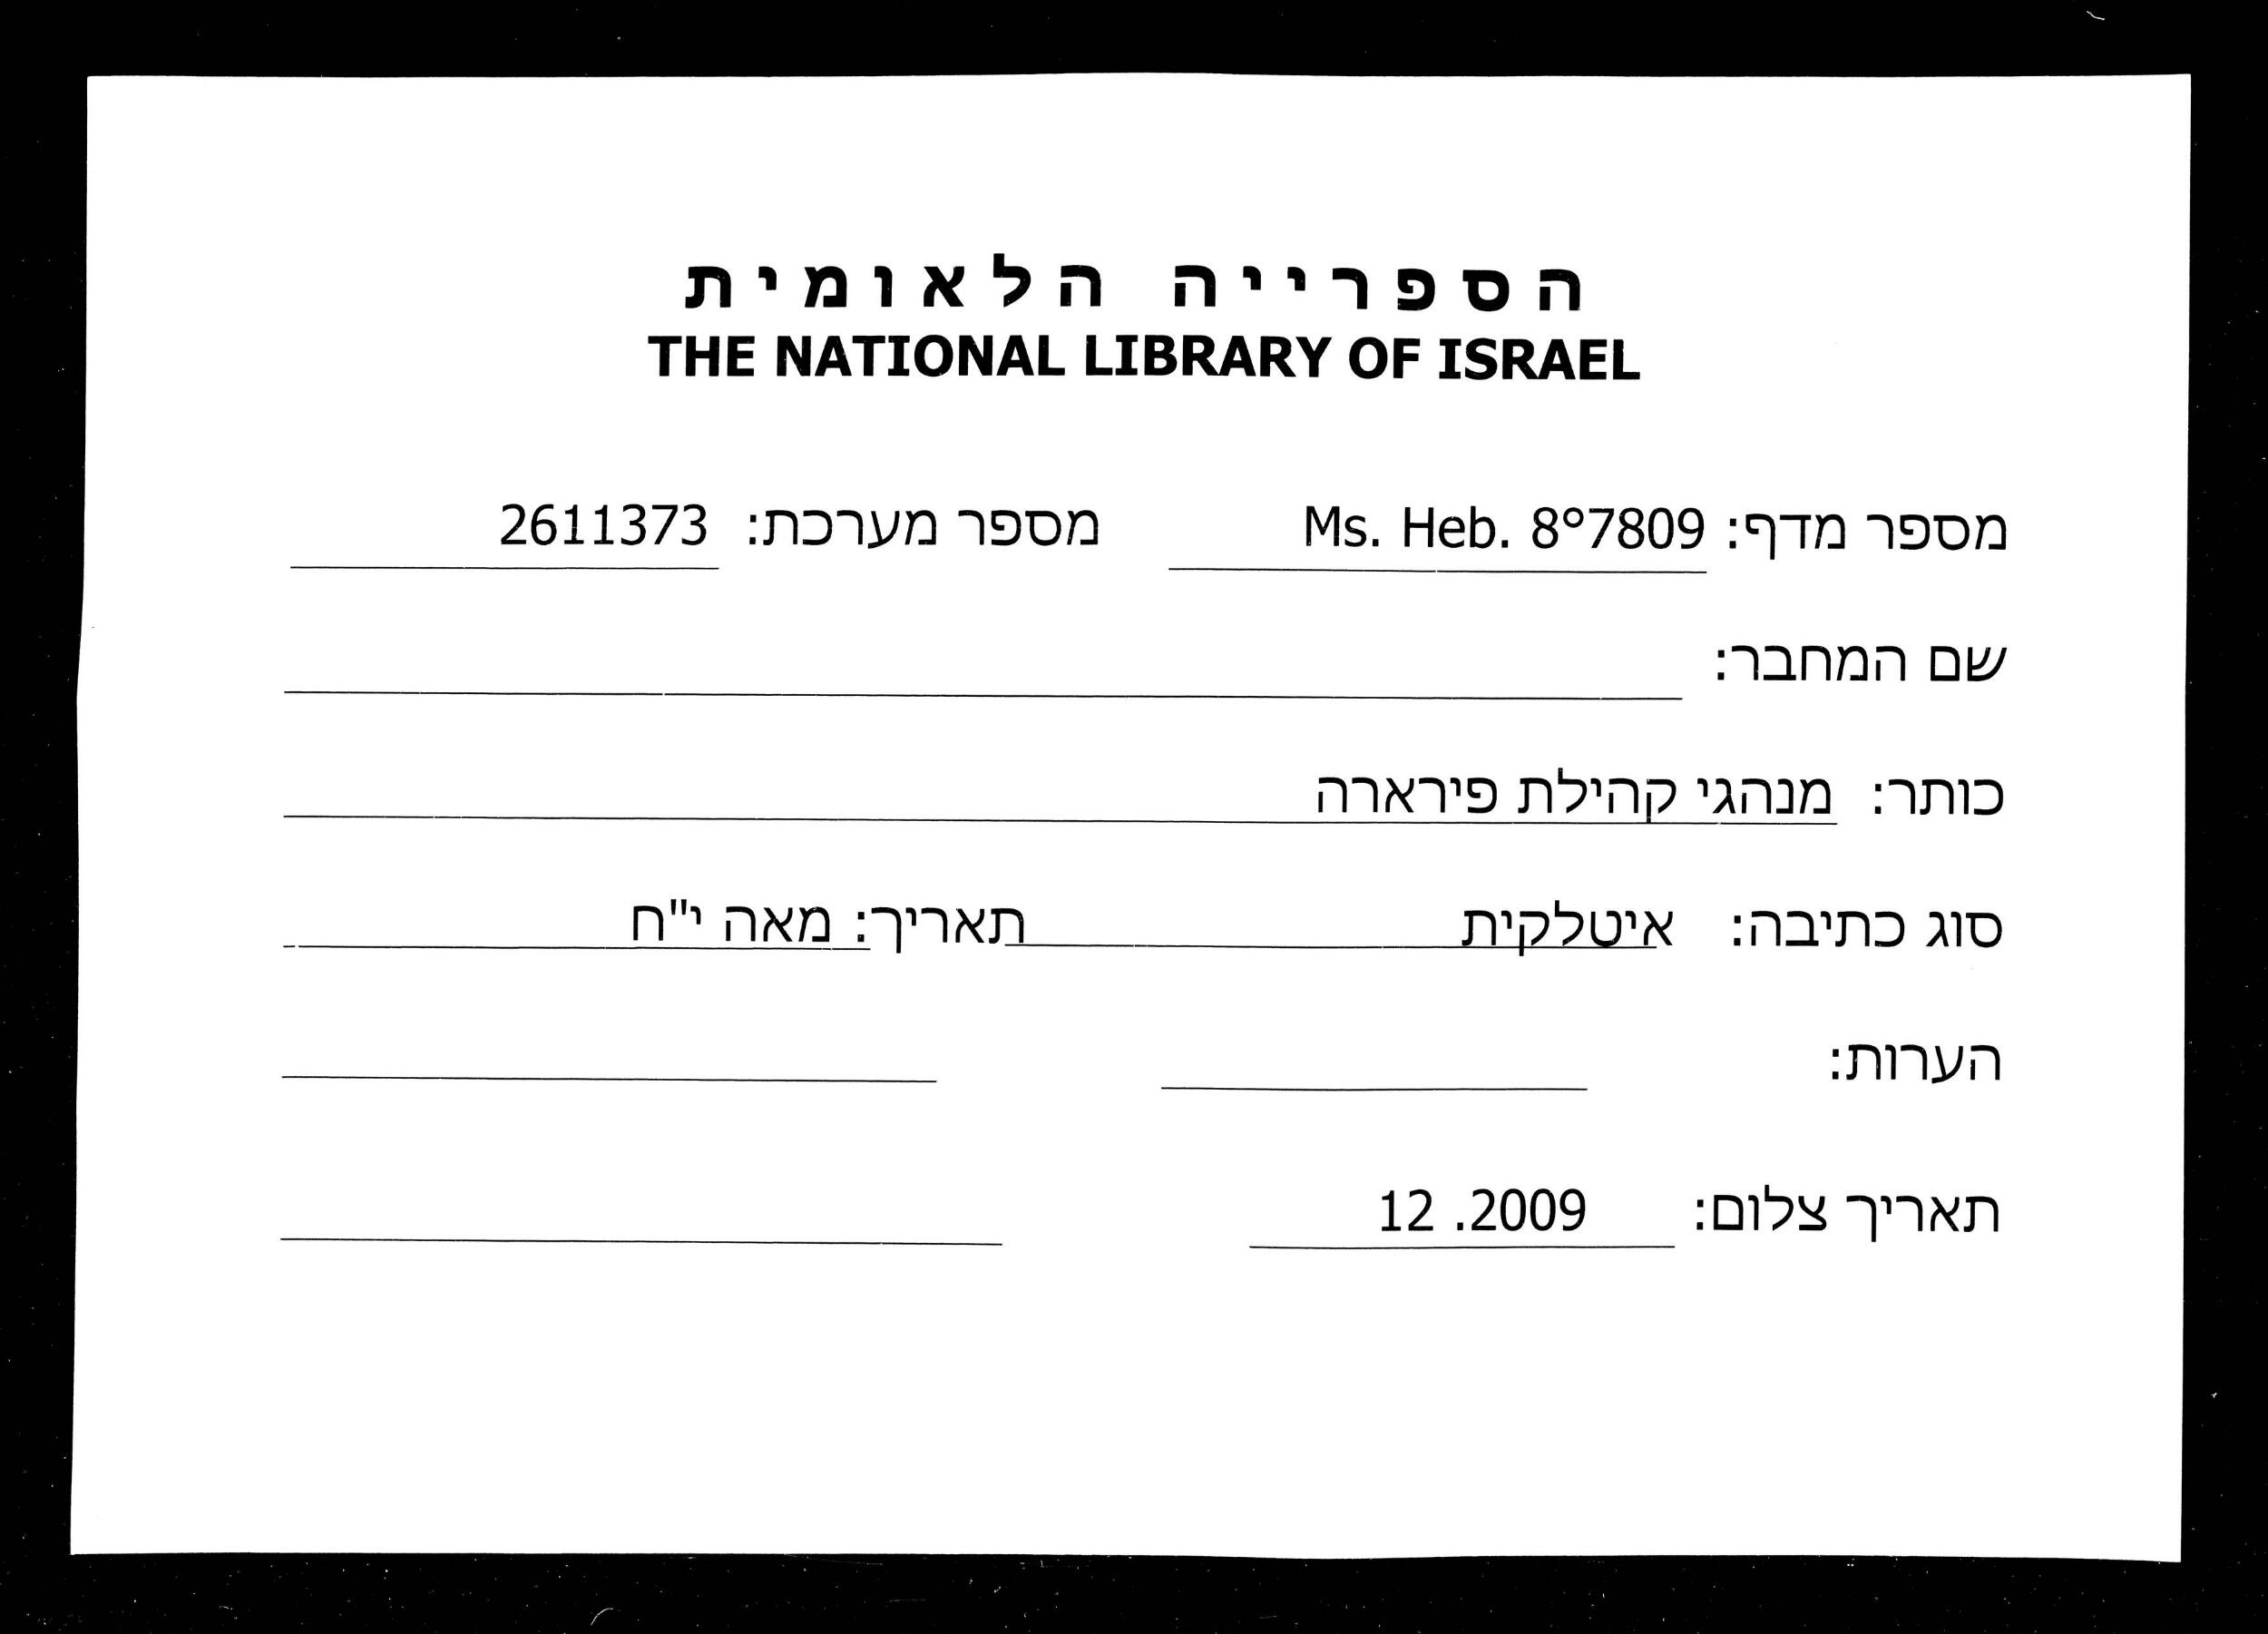 הספרייה הלאומית
THE NATIONAL LIBRARY OF ISRAEL
מספר מדף: Ms. Heb. 8°7809 מספר מערכת: 2611373
שם המחבר:
כותר: מנהגי קהילת פירארה
סוג כתיבה: איטלקית תאריך: מאה י"ח
הערות:
תאריך צלום: 12 .2009